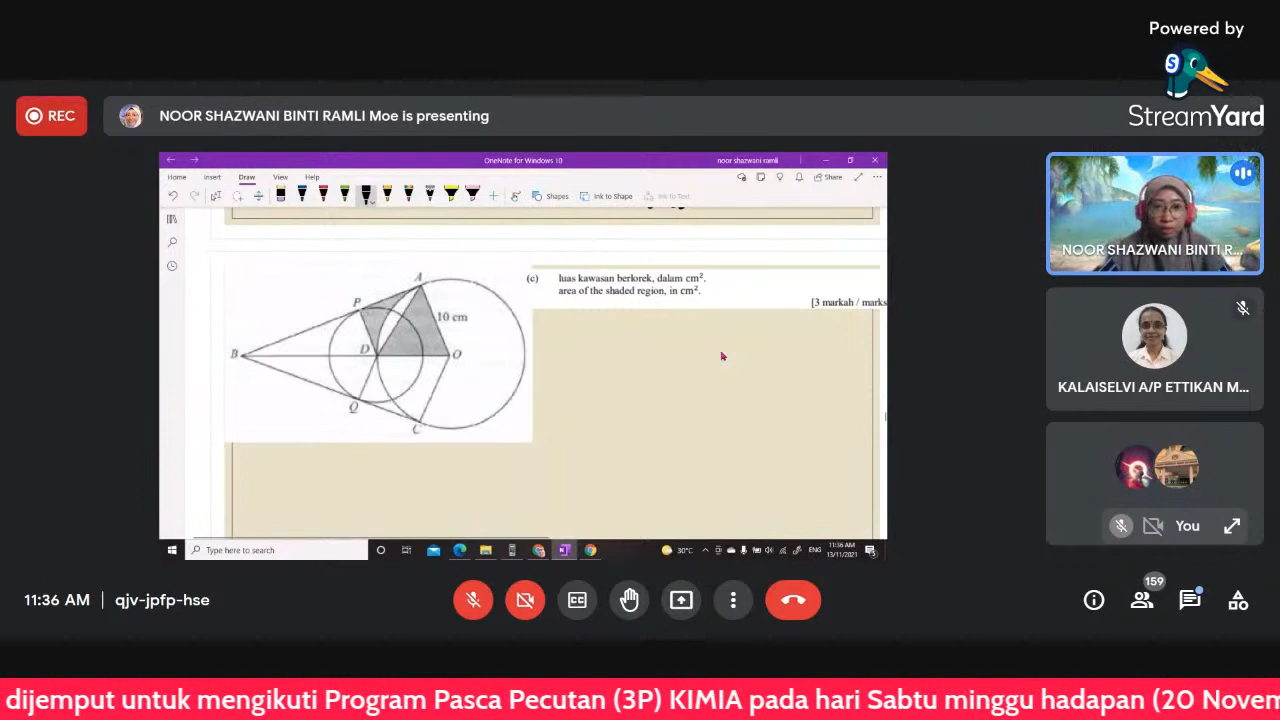 Powered by
StreamYard
REC
NOOR SHAZWANI BINTI RAMLI Moe is presenting
OneNote for Windows 10
noor shazwani ramli
Home Insert Draw View Help
Share
Shapes
Ink to Shape
Ink to Text
A
P
10 cm
B
D
O
Q
C
(c) luas kawasan berlorek, dalam cm².
area of the shaded region, in cm².
[3 markah / marks
Type here to search
30°C
ENG
11:36 AM
13/11/2021
NOOR SHAZWANI BINTI R...
KALAISELVI A/P ETTIKAN M...
You
11:36 AM | qjv-jpfp-hse
159
dijemput untuk mengikuti Program Pasca Pecutan (3P) KIMIA pada hari Sabtu minggu hadapan (20 Noven